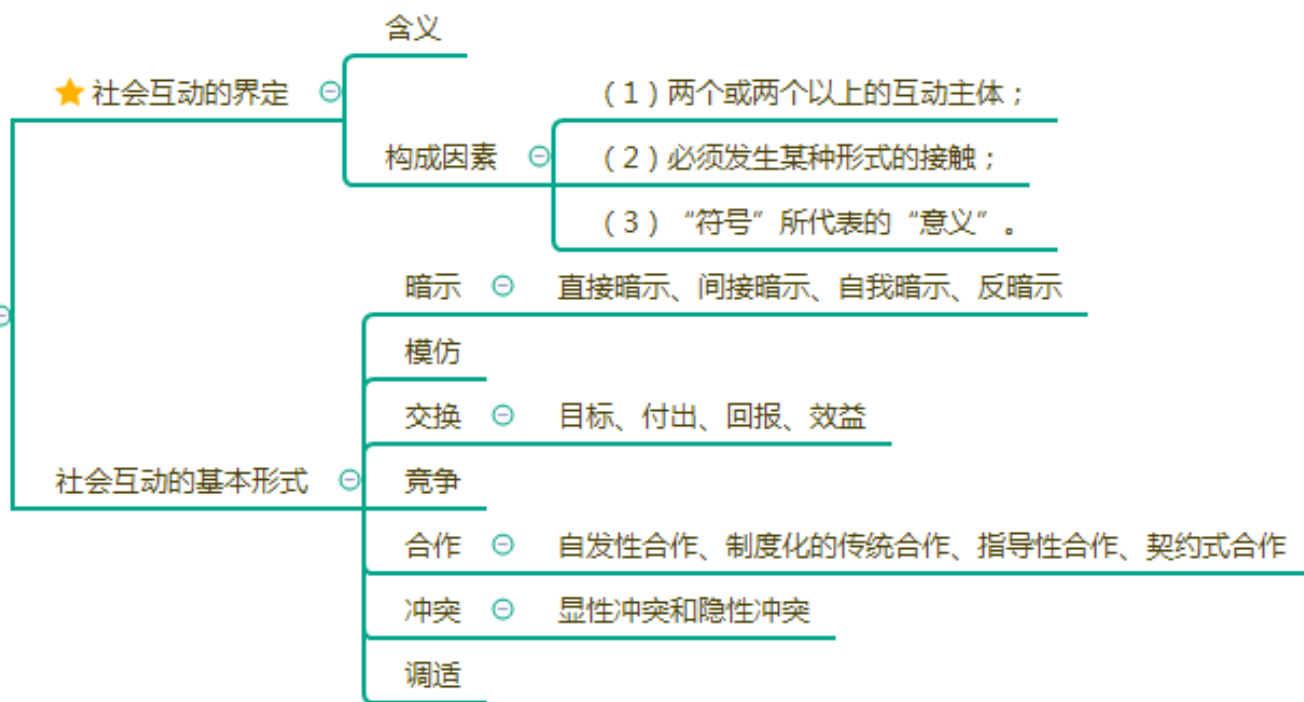 含义
社会互动的界定
(1)两个或两个以上的互动主体;
构成因素
(2)必须发生某种形式的接触;
(3)“符号”所代表的“意义”。
暗示
直接暗示、间接暗示、自我暗示、反暗示
模仿
交换
目标、付出、回报、效益
社会互动的基本形式
竞争
合作
自发性合作、制度化的传统合作、指导性合作、契约式合作
冲突
显性冲突和隐性冲突
调适